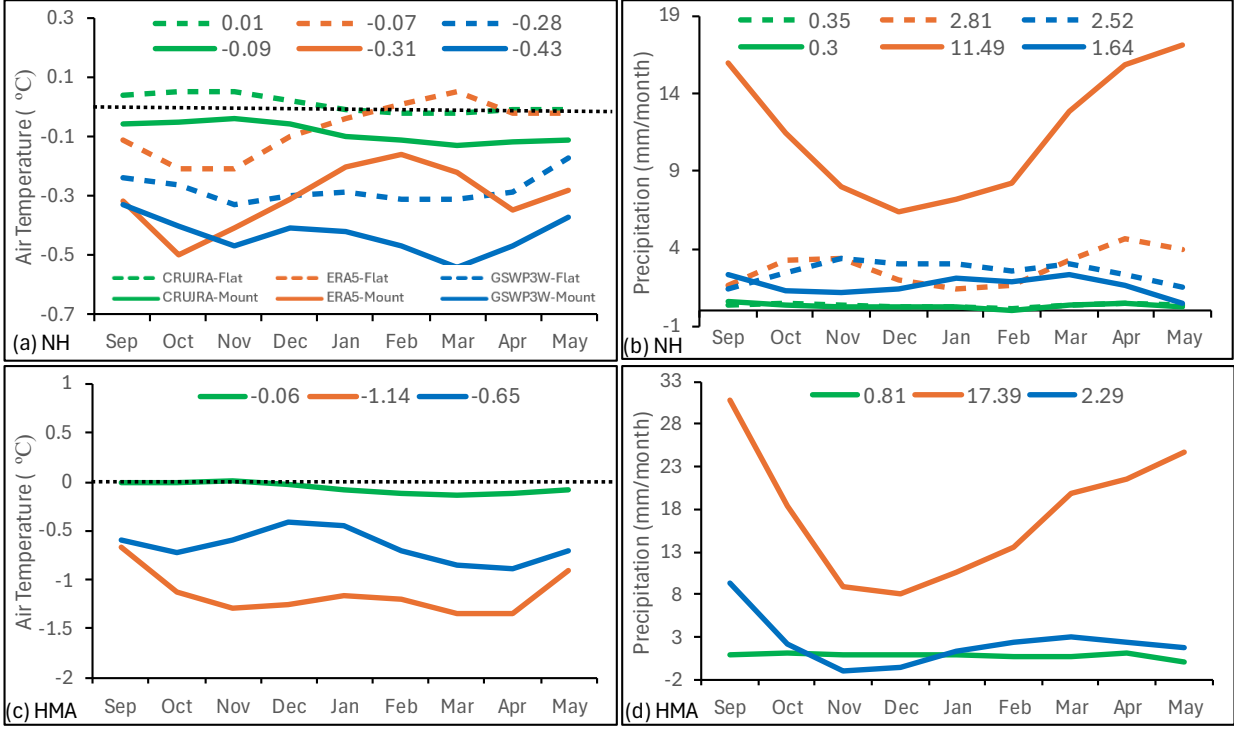 0.01 -0.07 -0.28
-0.09 -0.31 -0.43
0.3
0.1
-0.1
-0.3
-0.5
-0.7
Air Temperature ( ºC)
CRUJRA-Flat ERA5-Flat GSWP3W-Flat
CRUJRA-Mount ERA5-Mount GSWP3W-Mount
Sep Oct Nov Dec Jan Feb Mar Apr May
(a) NH
0.35 2.81 2.52
0.3 11.49 1.64
19
14
9
4
-1
Precipitation (mm/month)
Sep Oct Nov Dec Jan Feb Mar Apr May
(b) NH
-0.06 -1.14 -0.65
1
0.5
0
-0.5
-1
-1.5
-2
Air Temperature ( ºC)
Sep Oct Nov Dec Jan Feb Mar Apr May
(c) HMA
0.81 17.39 2.29
33
28
23
18
13
8
3
-2
Precipitation (mm/month)
Sep Oct Nov Dec Jan Feb Mar Apr May
(d) HMA